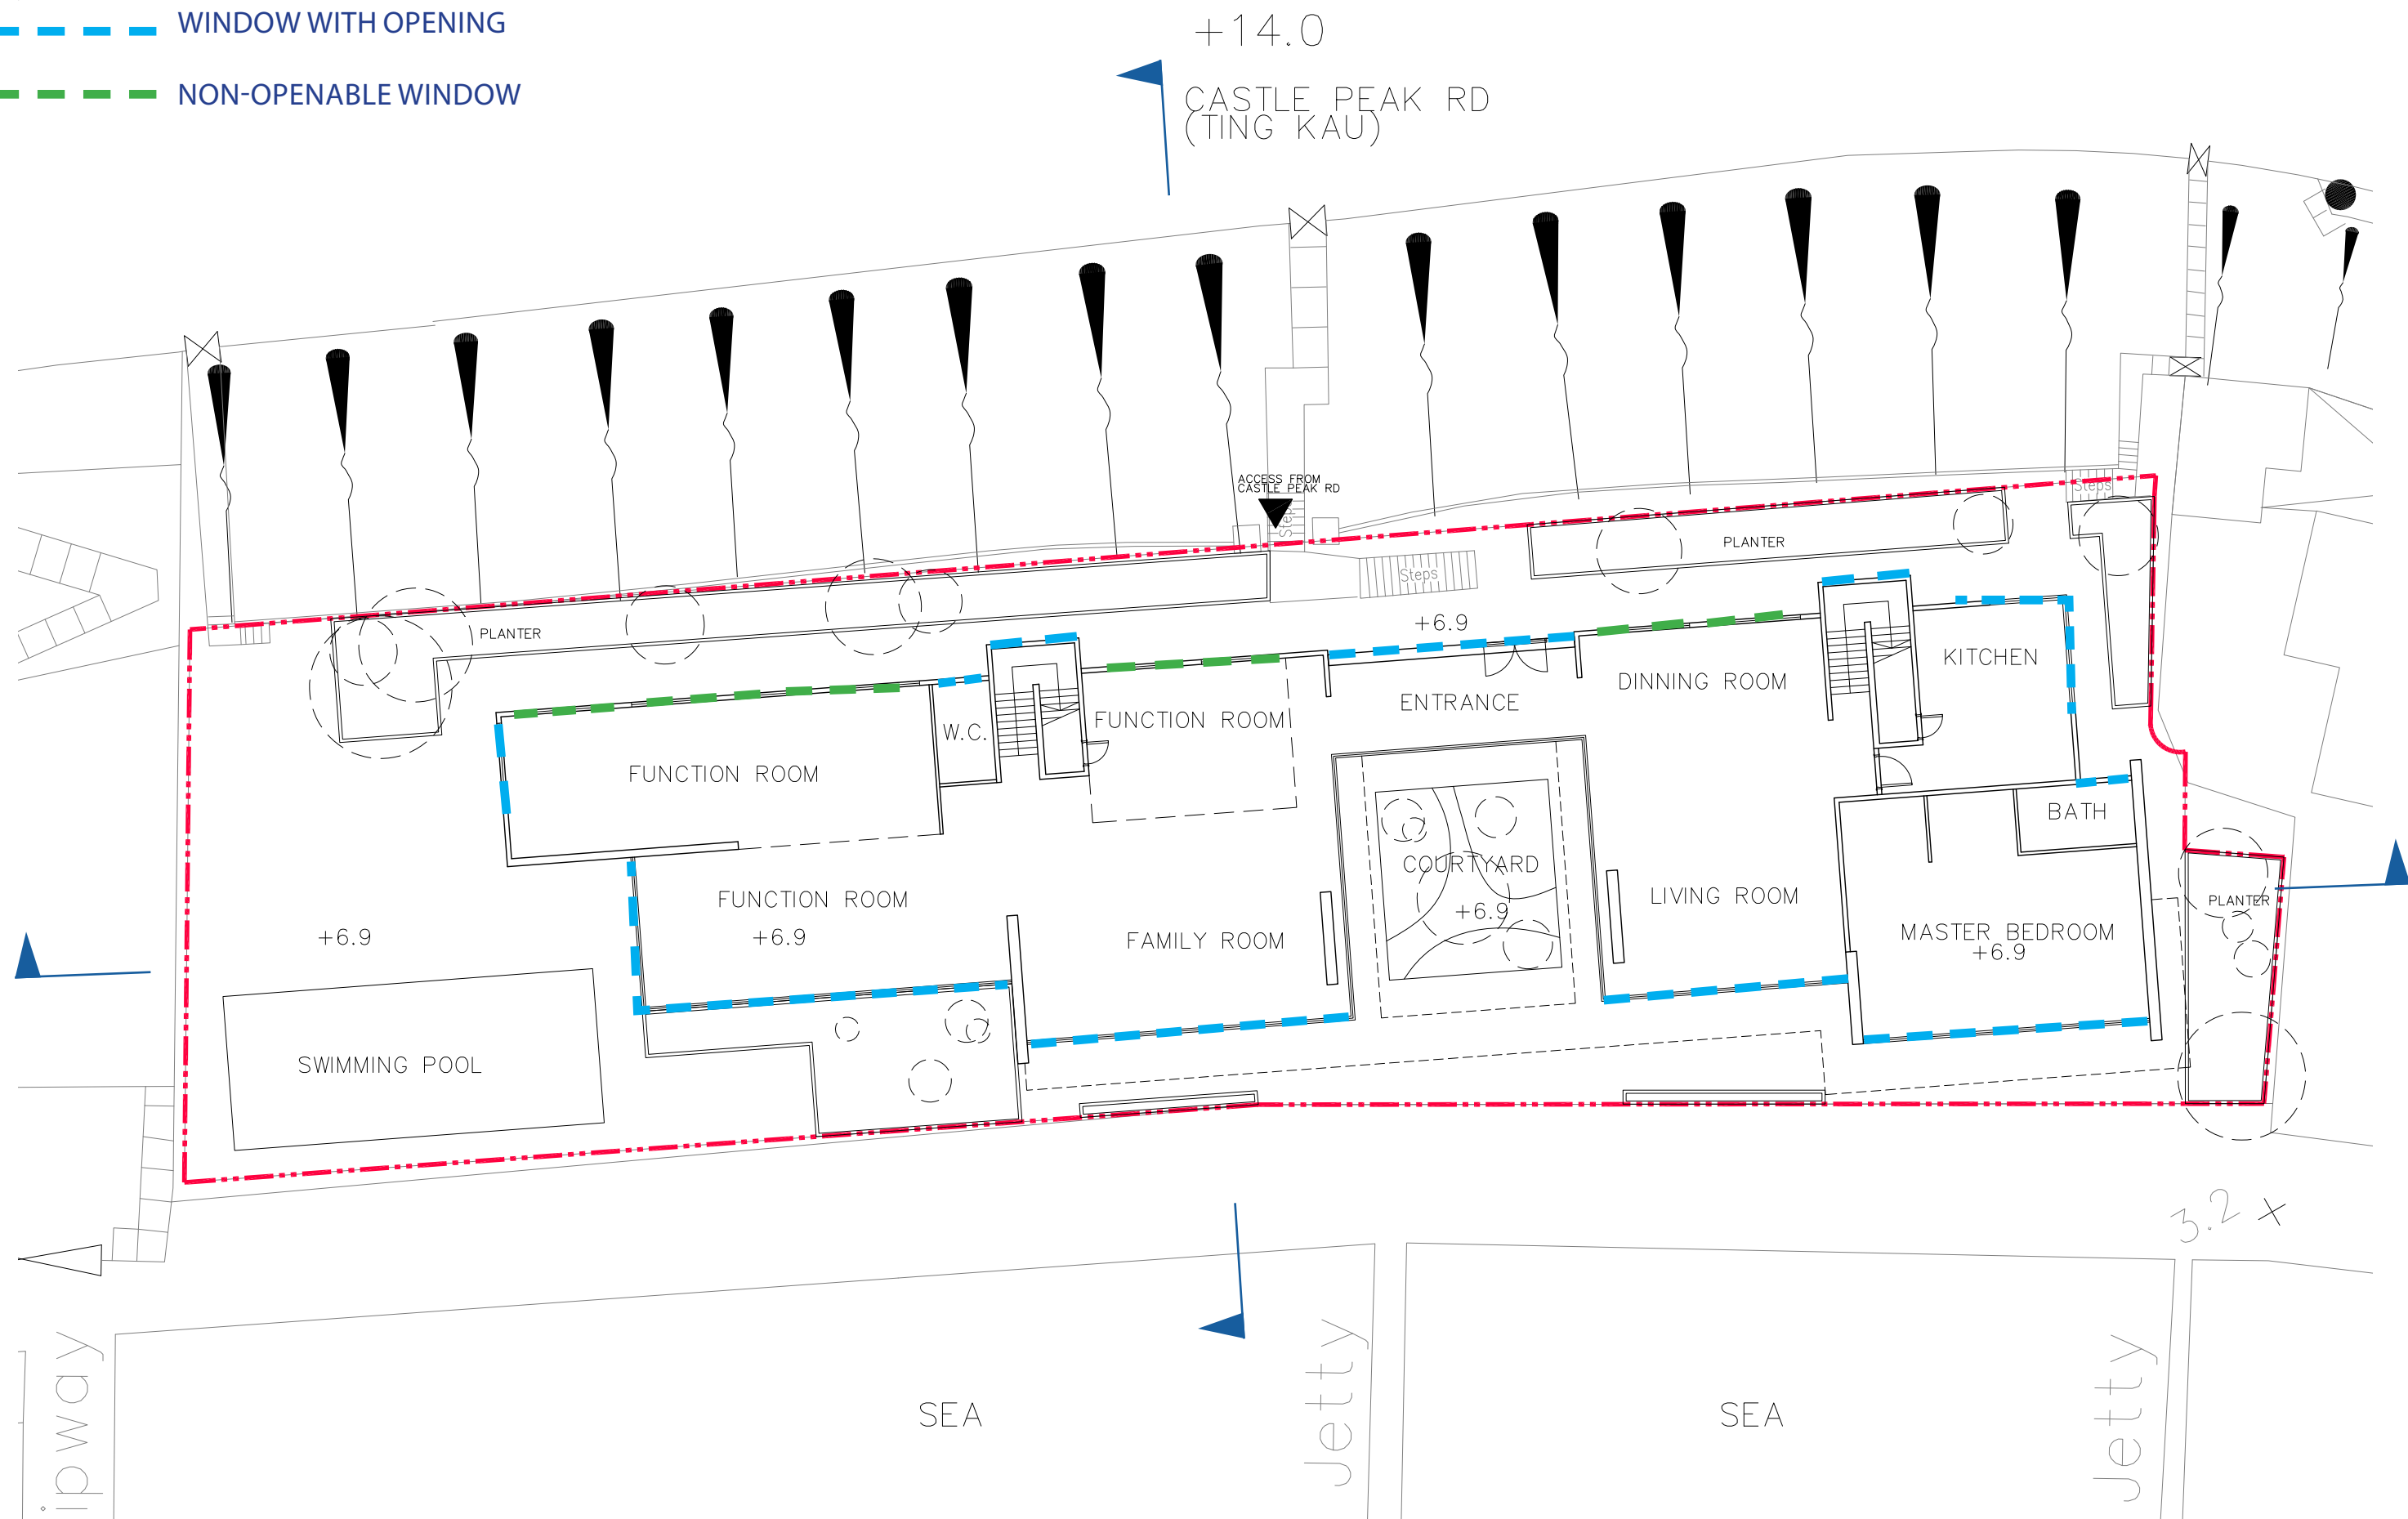 WINDOW WITH OPENING
NON-OPENABLE WINDOW
+14.0
CASTLE PEAK RD
(TING KAU)
ACCESS FROM
CASTLE PEAK RD
Steps
Steps
Steps
PLANTER
PLANTER
+6.9
KITCHEN
DINNING ROOM
ENTRANCE
FUNCTION ROOM
W.C.
FUNCTION ROOM
BATH
COURTYARD
+6.9
LIVING ROOM
FUNCTION ROOM
+6.9
PLANTER
MASTER BEDROOM
+6.9
FAMILY ROOM
+6.9
SWIMMING POOL
3.2 x
ipway
SEA
Jetty
SEA
Jetty